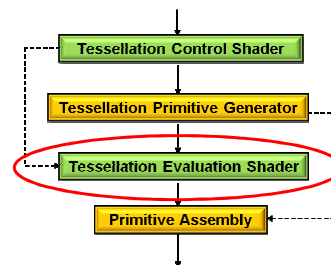 Tessellation Control Shader
Tessellation Primitive Generator
Tessellation Evaluation Shader
Primitive Assembly